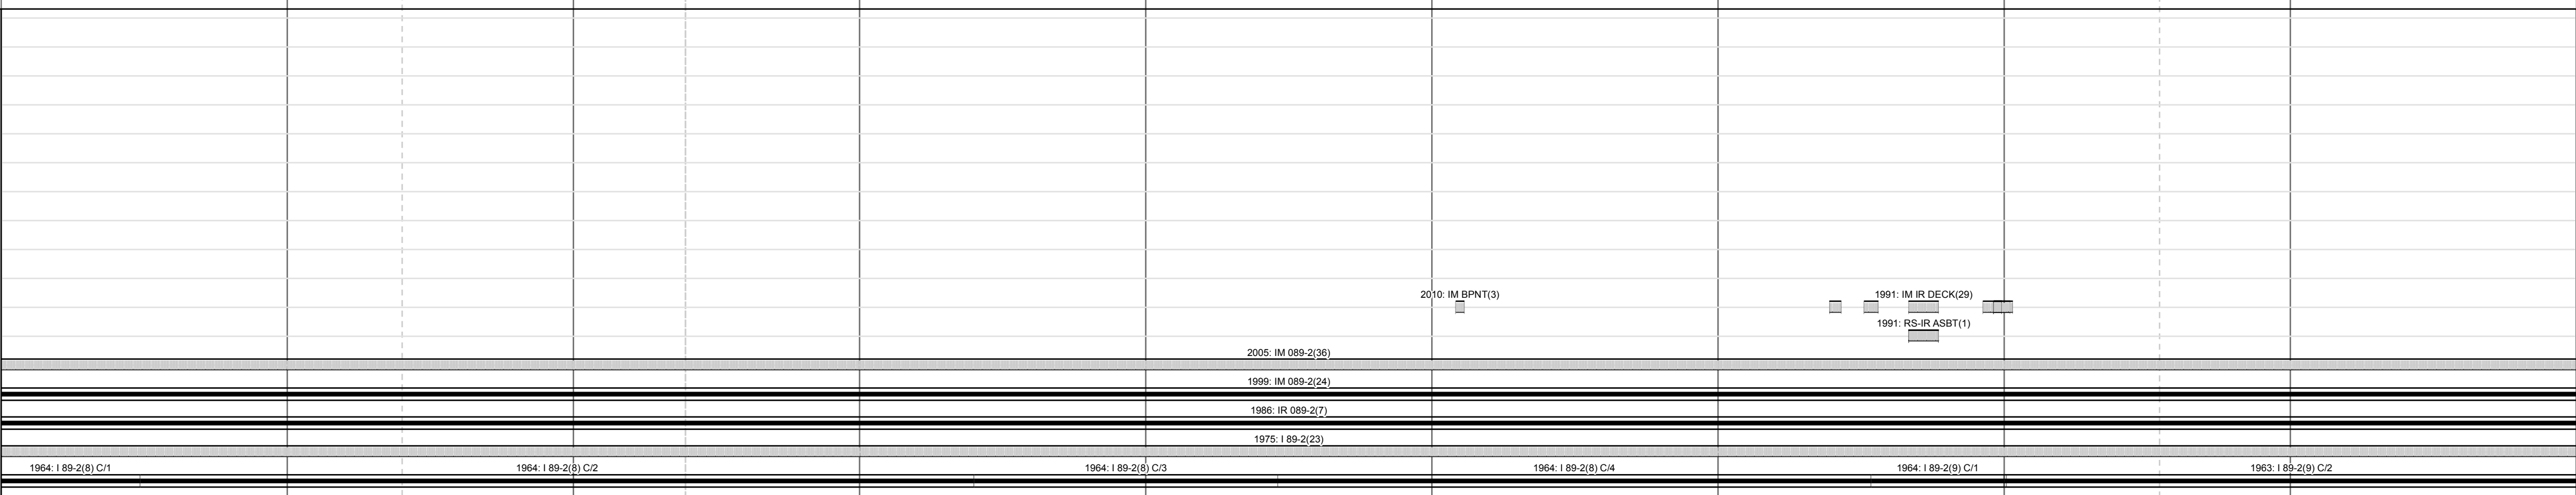 2010: IM BPNT(3)
1991: IM IR DECK(29)
1991: RS-IR ASBT(1)
2005: IM 089-2(36)
1999: IM 089-2(24)
1986: IR 089-2(7)
1975: I 89-2(23)
1964: I 89-2(8) C/1
1964: I 89-2(8) C/2
1964: I 89-2(8) C/3
1964: I 89-2(8) C/4
1964: I 89-2(9) C/1
1963: I 89-2(9) C/2